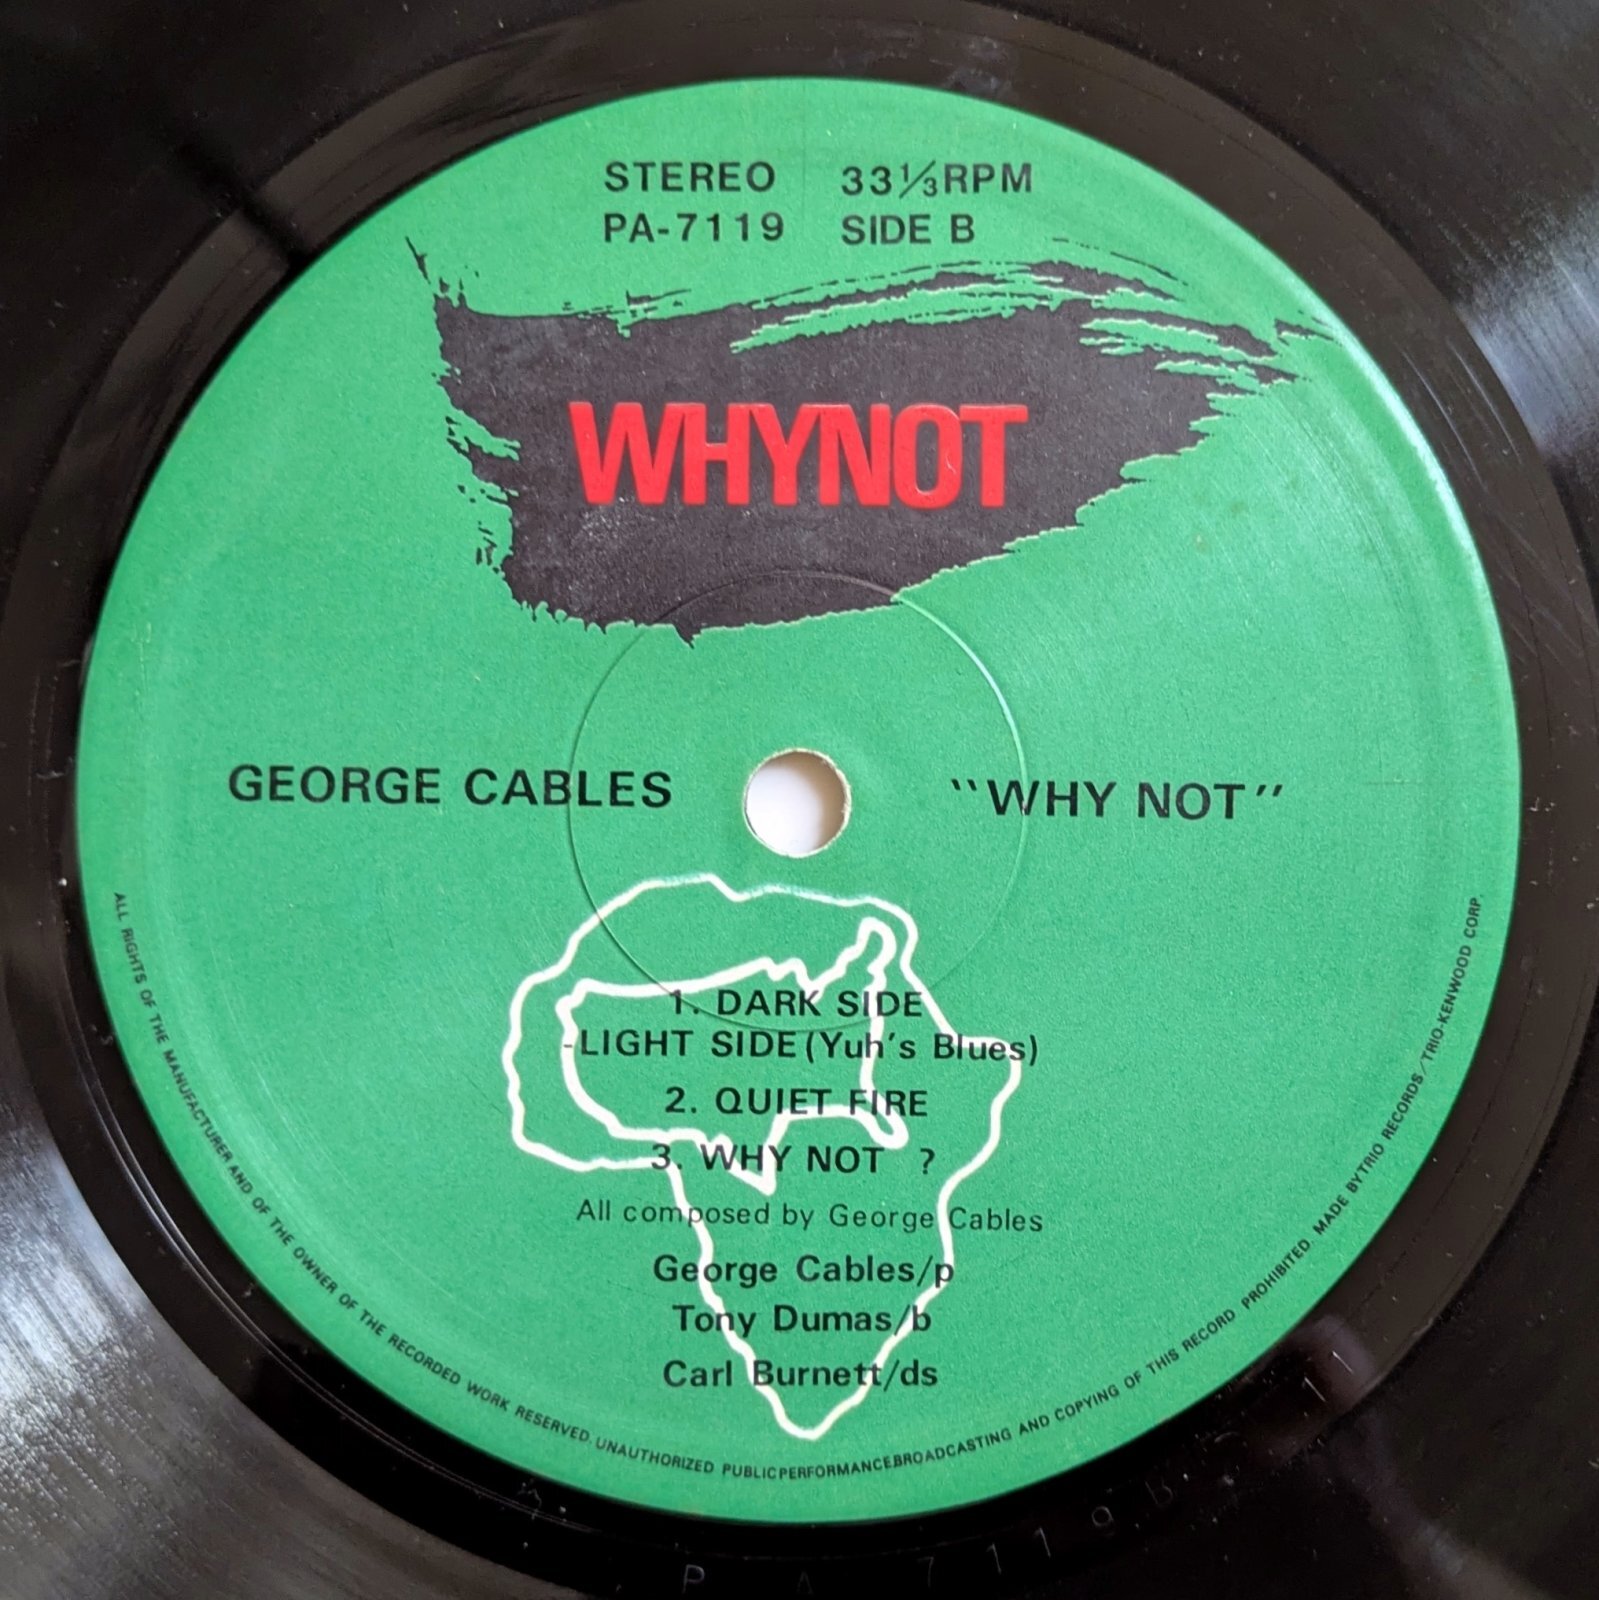 STEREO 33⅓RPM
PA-7119 SIDE B
WHYNOT
GEORGE CABLES "WHY NOT"
1. DARK SIDE
-LIGHT SIDE (Yuh's Blues)
2. QUIET FIRE
3. WHY NOT ?
All composed by George Cables
George Cables/p
Tony Dumas/b
Carl Burnett/ds
ALL RIGHTS OF THE MANUFACTURER AND OF THE OWNER OF THE RECORDED WORK RESERVED. UNAUTHORIZED PUBLIC PERFORMANCE BROADCASTING AND COPYING OF THIS RECORD PROHIBITED. MADE BY TRIO RECORDS/TRIO-KENWOOD CORP.
PA7119B